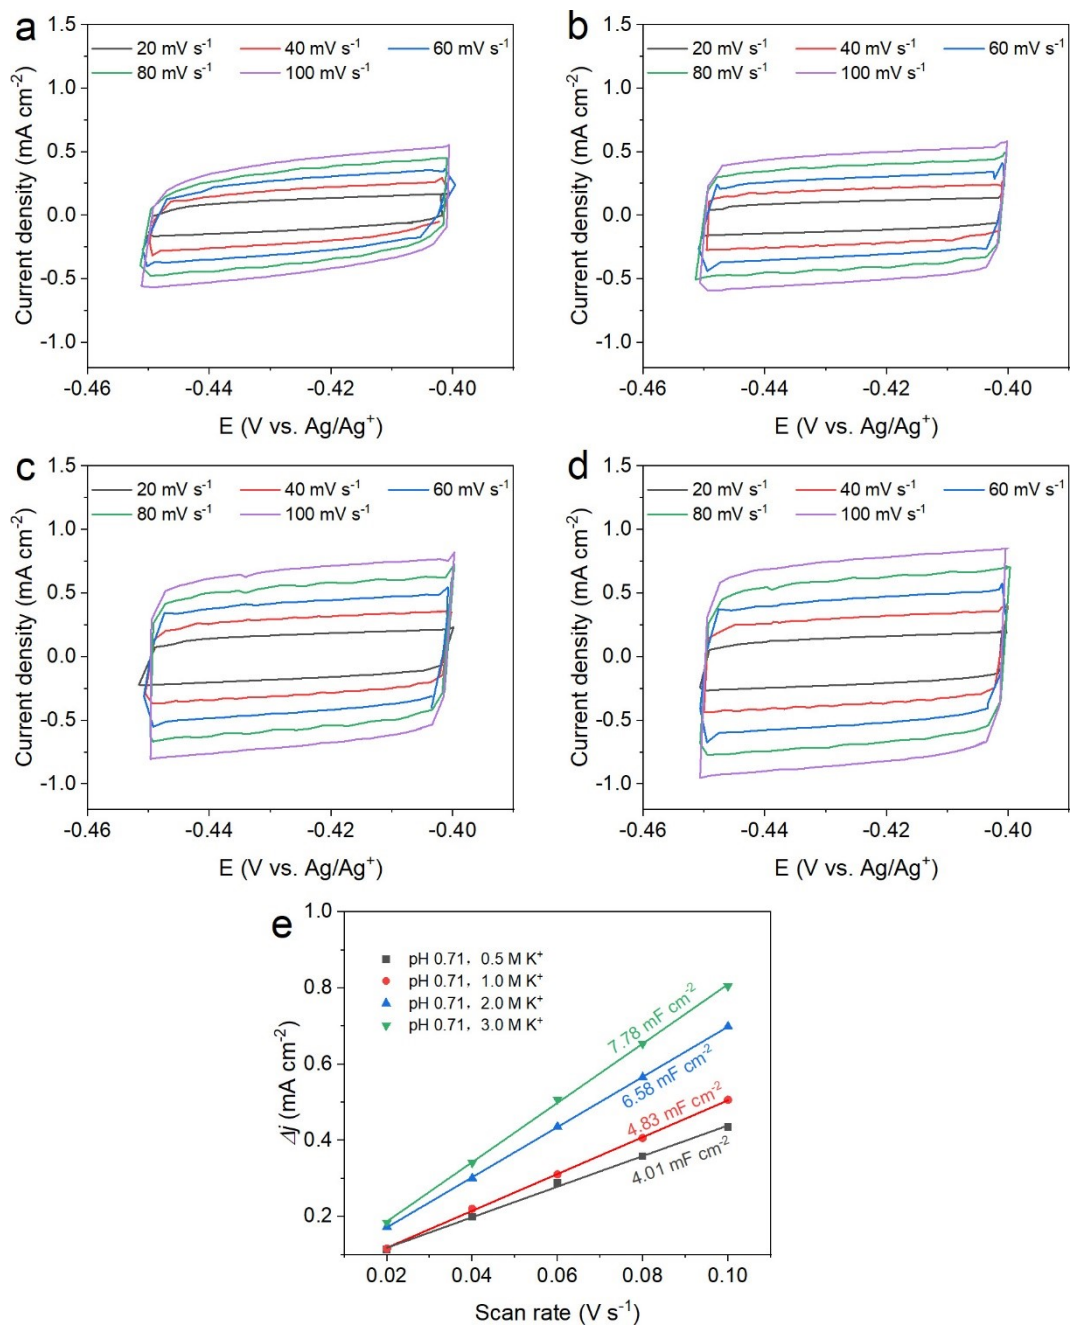 a
1.5
1.0
0.5
0.0
-0.5
-1.0
Current density (mA cm⁻²)
20 mV s⁻¹ 40 mV s⁻¹ 60 mV s⁻¹
80 mV s⁻¹ 100 mV s⁻¹
-0.46 -0.44 -0.42 -0.40
E (V vs. Ag/Ag⁺)
b
1.5
1.0
0.5
0.0
-0.5
-1.0
Current density (mA cm⁻²)
20 mV s⁻¹ 40 mV s⁻¹ 60 mV s⁻¹
80 mV s⁻¹ 100 mV s⁻¹
-0.46 -0.44 -0.42 -0.40
E (V vs. Ag/Ag⁺)
c
1.5
1.0
0.5
0.0
-0.5
-1.0
Current density (mA cm⁻²)
20 mV s⁻¹ 40 mV s⁻¹ 60 mV s⁻¹
80 mV s⁻¹ 100 mV s⁻¹
-0.46 -0.44 -0.42 -0.40
E (V vs. Ag/Ag⁺)
d
1.5
1.0
0.5
0.0
-0.5
-1.0
Current density (mA cm⁻²)
20 mV s⁻¹ 40 mV s⁻¹ 60 mV s⁻¹
80 mV s⁻¹ 100 mV s⁻¹
-0.46 -0.44 -0.42 -0.40
E (V vs. Ag/Ag⁺)
e
1.0
0.8
0.6
0.4
0.2
Δj (mA cm⁻²)
pH 0.71, 0.5 M K⁺
pH 0.71, 1.0 M K⁺
pH 0.71, 2.0 M K⁺
pH 0.71, 3.0 M K⁺
7.78 mF cm⁻²
6.58 mF cm⁻²
4.83 mF cm⁻²
4.01 mF cm⁻²
0.02 0.04 0.06 0.08 0.10
Scan rate (V s⁻¹)